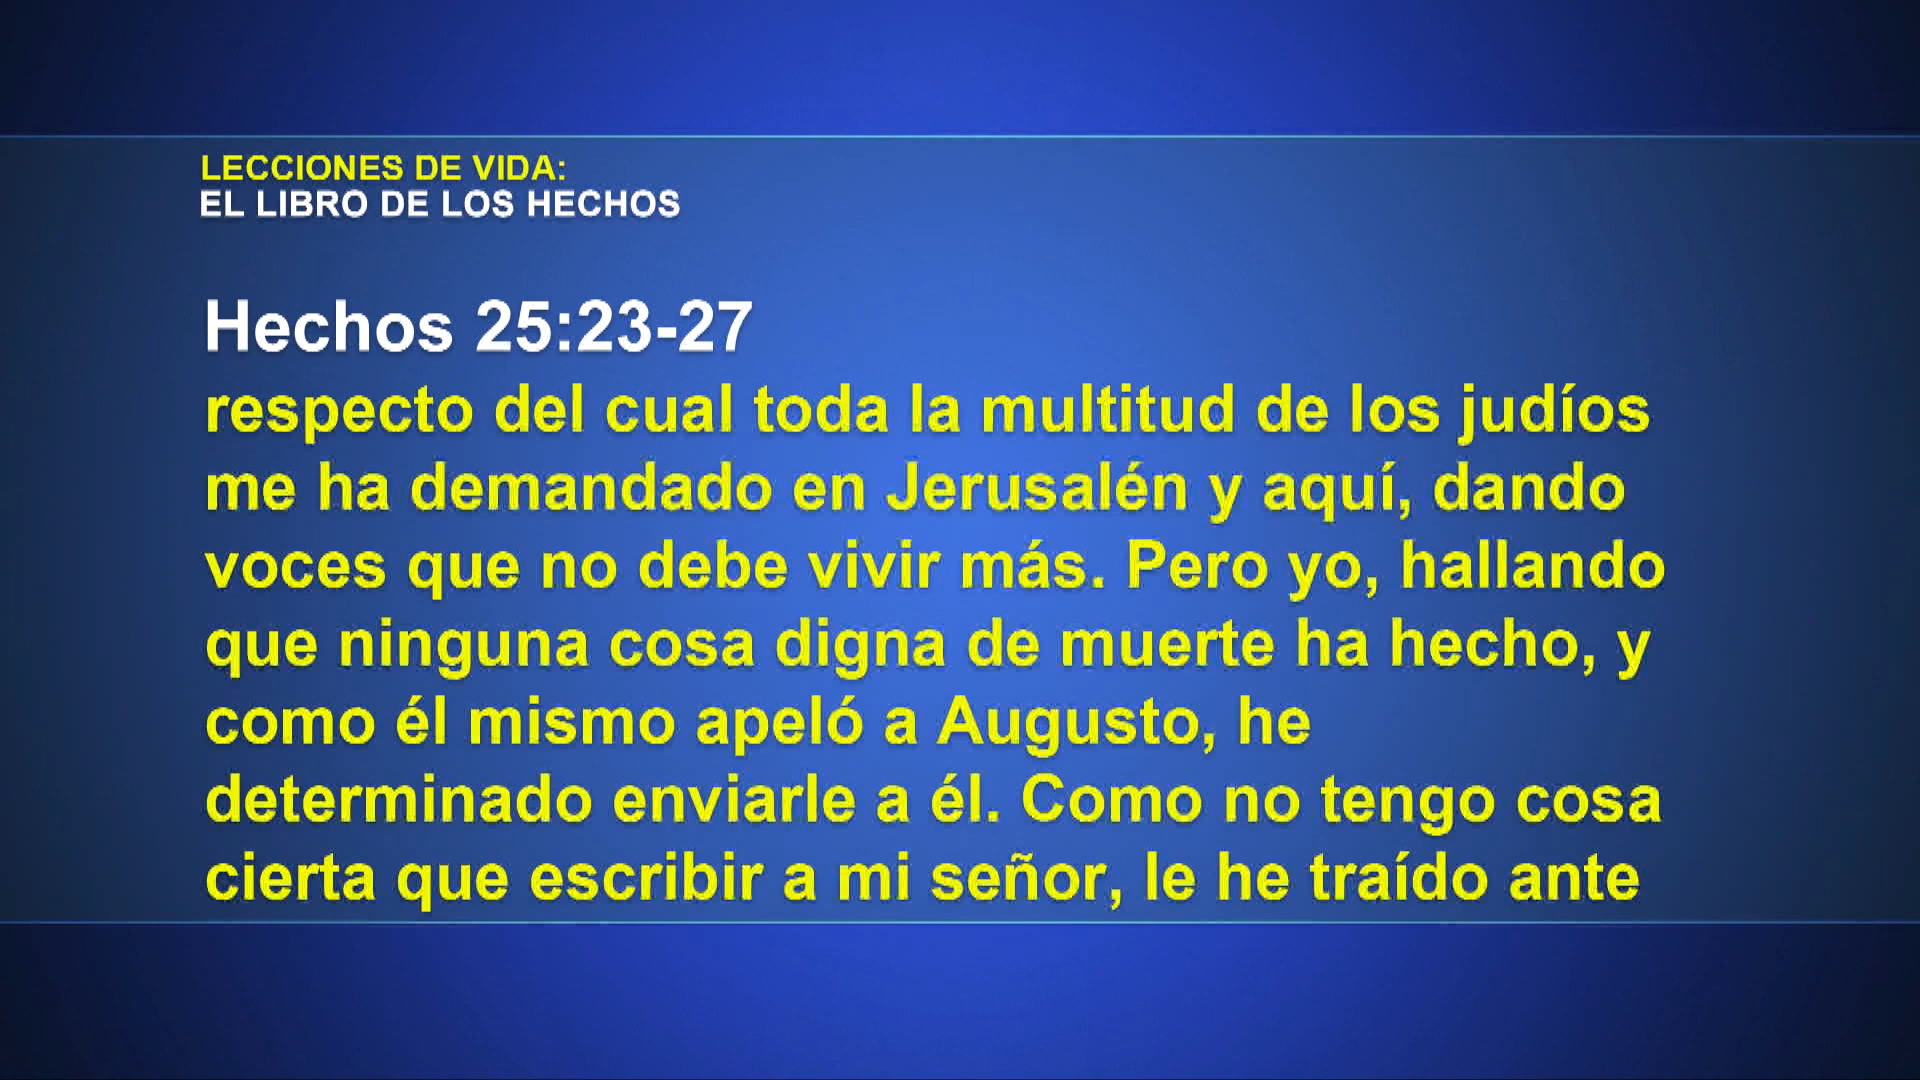 LECCIONES DE VIDA:
EL LIBRO DE LOS HECHOS
Hechos 25:23-27
respecto del cual toda la multitud de los judíos
me ha demandado en Jerusalén y aquí, dando
voces que no debe vivir más. Pero yo, hallando
que ninguna cosa digna de muerte ha hecho, y
como él mismo apeló a Augusto, he
determinado enviarle a él. Como no tengo cosa
cierta que escribir a mi señor, le he traído ante